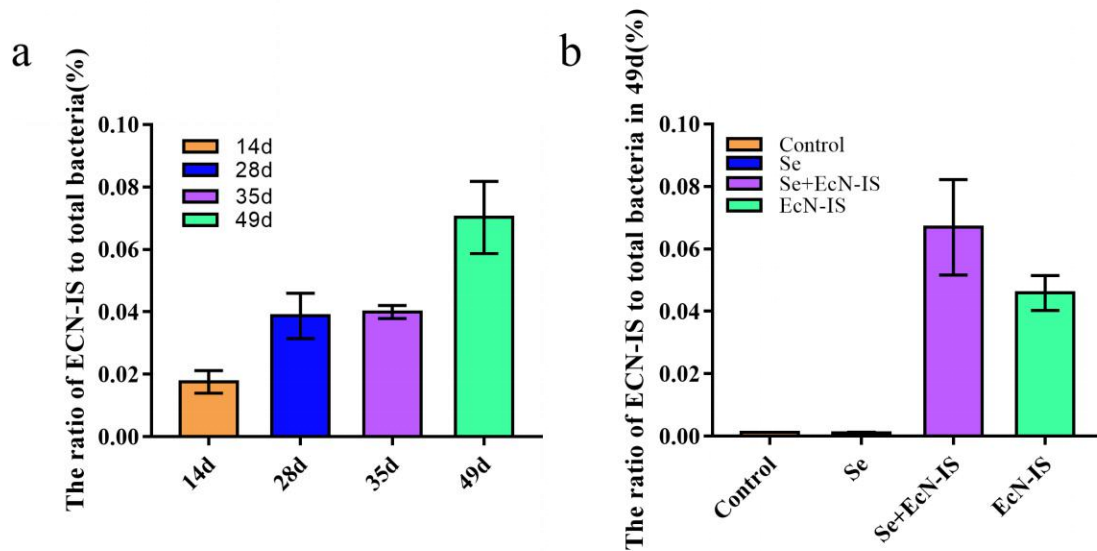 a
The ratio of ECN-IS to total bacteria(%)
0.10
0.08
0.06
0.04
0.02
0.00
14d
28d
35d
49d
14d
28d
35d
49d
b
The ratio of ECN-IS to total bacteria in 49d(%)
0.10
0.08
0.06
0.04
0.02
0.00
Control
Se
Se+EcN-IS
EcN-IS
Control
Se
Se+EcN-IS
EcN-IS